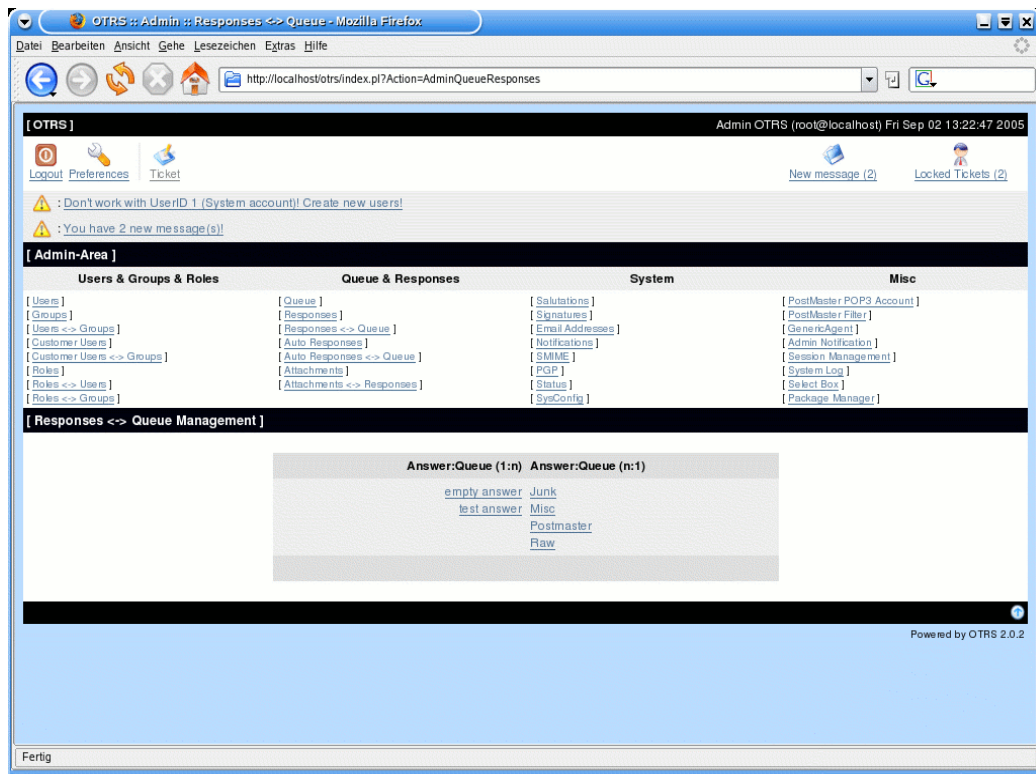 OTRS :: Admin :: Responses <-> Queue - Mozilla Firefox
Datei Bearbeiten Ansicht Gehe Lesezeichen Extras Hilfe
http://localhost/otrs/index.pl?Action=AdminQueueResponses
G
[ OTRS ] Admin OTRS (root@localhost) Fri Sep 02 13:22:47 2005
Logout Preferences Ticket New message (2) Locked Tickets (2)
: Don't work with UserID 1 (System account)! Create new users!
: You have 2 new message(s)!
[ Admin-Area ]
Users & Groups & Roles Queue & Responses System Misc
[ Users ] [ Queue ] [ Salutations ] [ PostMaster POP3 Account ]
[ Groups ] [ Responses ] [ Signatures ] [ PostMaster Filter ]
[ Users <-> Groups ] [ Responses <-> Queue ] [ Email Addresses ] [ GenericAgent ]
[ Customer Users ] [ Auto Responses ] [ Notifications ] [ Admin Notification ]
[ Customer Users <-> Groups ] [ Auto Responses <-> Queue ] [ SMIME ] [ Session Management ]
[ Roles ] [ Attachments ] [ PGP ] [ System Log ]
[ Roles <-> Users ] [ Attachments <-> Responses ] [ Status ] [ Select Box ]
[ Roles <-> Groups ] [ SysConfig ] [ Package Manager ]
[ Responses <-> Queue Management ]
Answer:Queue (1:n) Answer:Queue (n:1)
empty answer Junk
test answer Misc
Postmaster
Raw
Powered by OTRS 2.0.2
Fertig